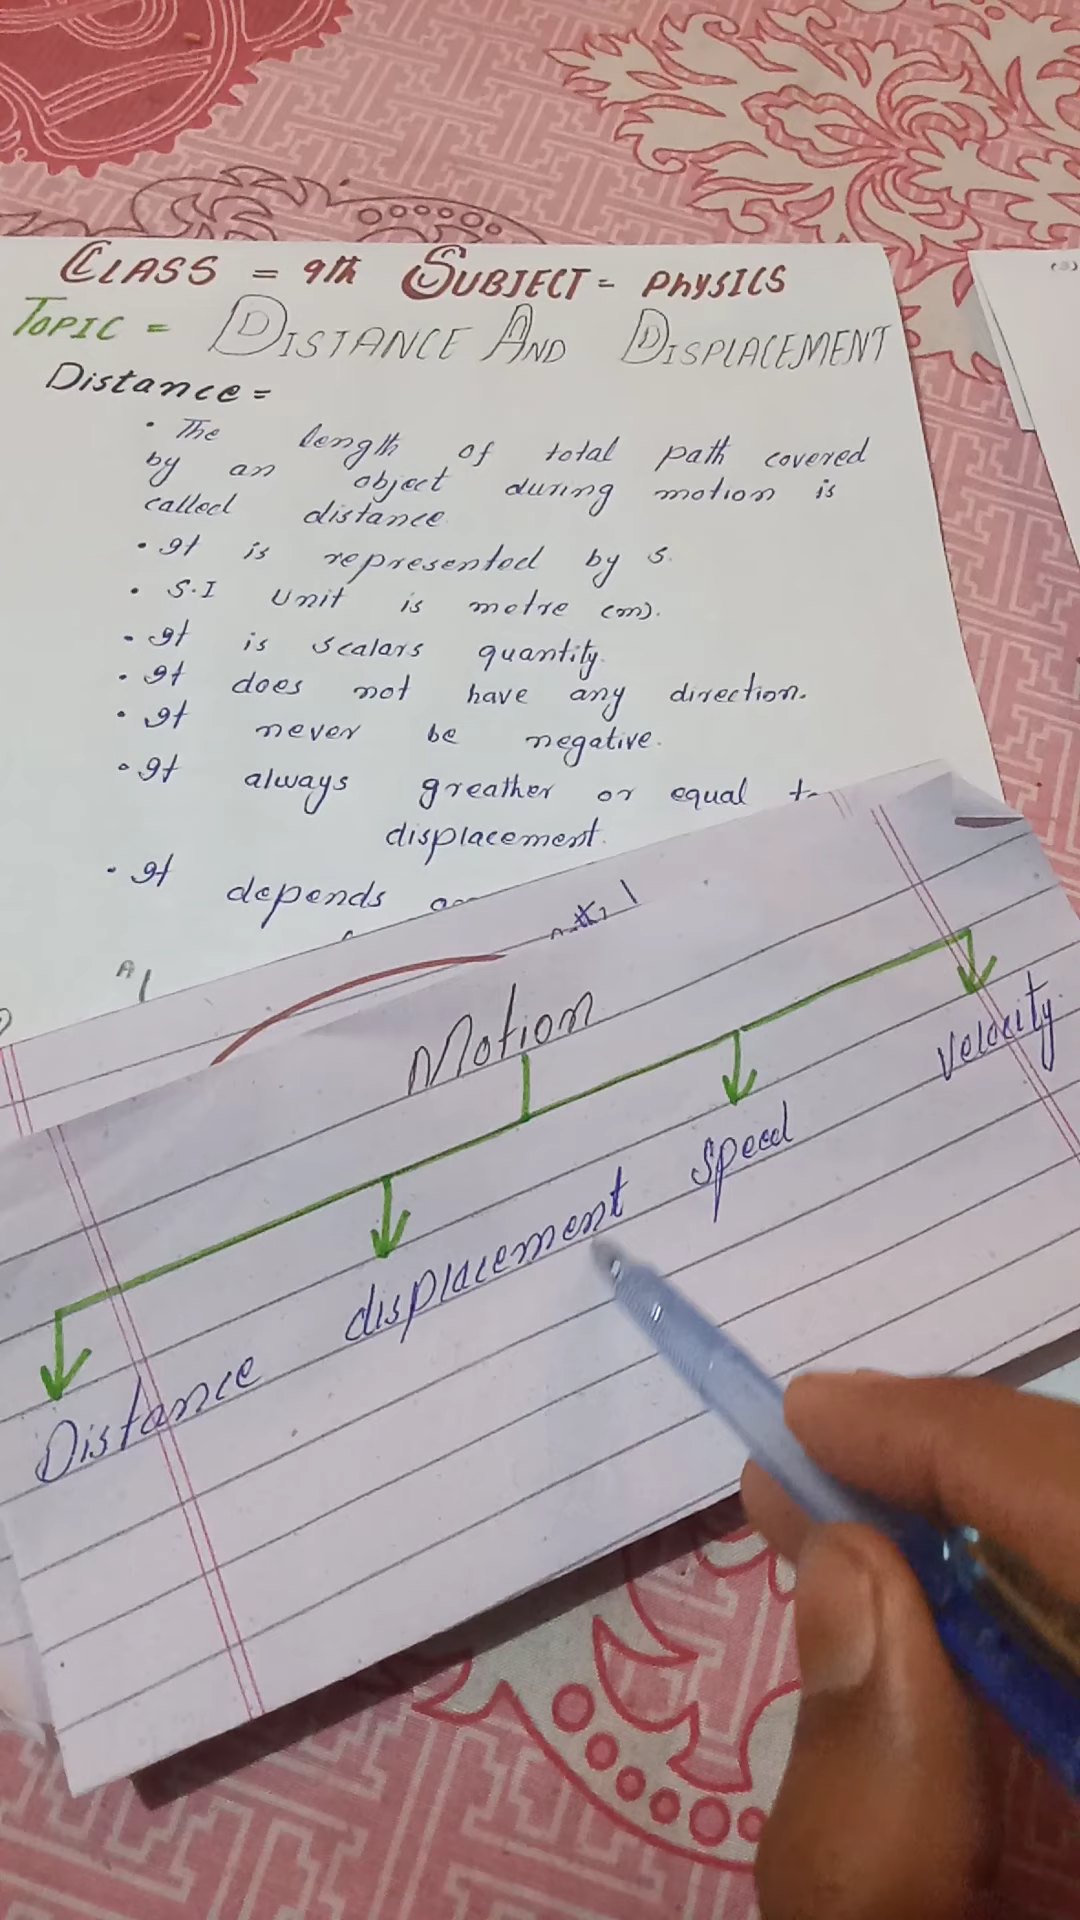 CLASS = 9th SUBJECT = PHYSICS
TOPIC = DISTANCE AND DISPLACEMENT
Distance =
• The length of total path covered
by an object during motion is
called distance.
• It is represented by s.
• S.I Unit is metre (m).
• It is scalars quantity.
• It does not have any direction.
• It never be negative.
• It always greather or equal to
displacement.
• It depends
Motion
Velocity
Speed
displacement
Distance